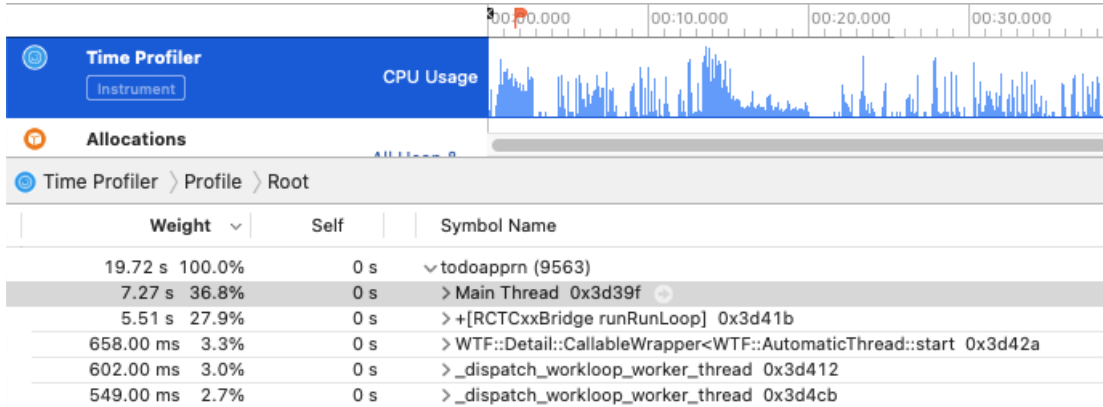 00:00.000 00:10.000 00:20.000 00:30.000
Time Profiler
Instrument
CPU Usage
Allocations
Time Profiler Profile Root
Weight Self Symbol Name
19.72 s 100.0% 0 s todoapprn (9563)
7.27 s 36.8% 0 s Main Thread 0x3d39f
5.51 s 27.9% 0 s +[RCTCxxBridge runRunLoop] 0x3d41b
658.00 ms 3.3% 0 s WTF::Detail::CallableWrapper<WTF::AutomaticThread::start 0x3d42a
602.00 ms 3.0% 0 s _dispatch_workloop_worker_thread 0x3d412
549.00 ms 2.7% 0 s _dispatch_workloop_worker_thread 0x3d4cb